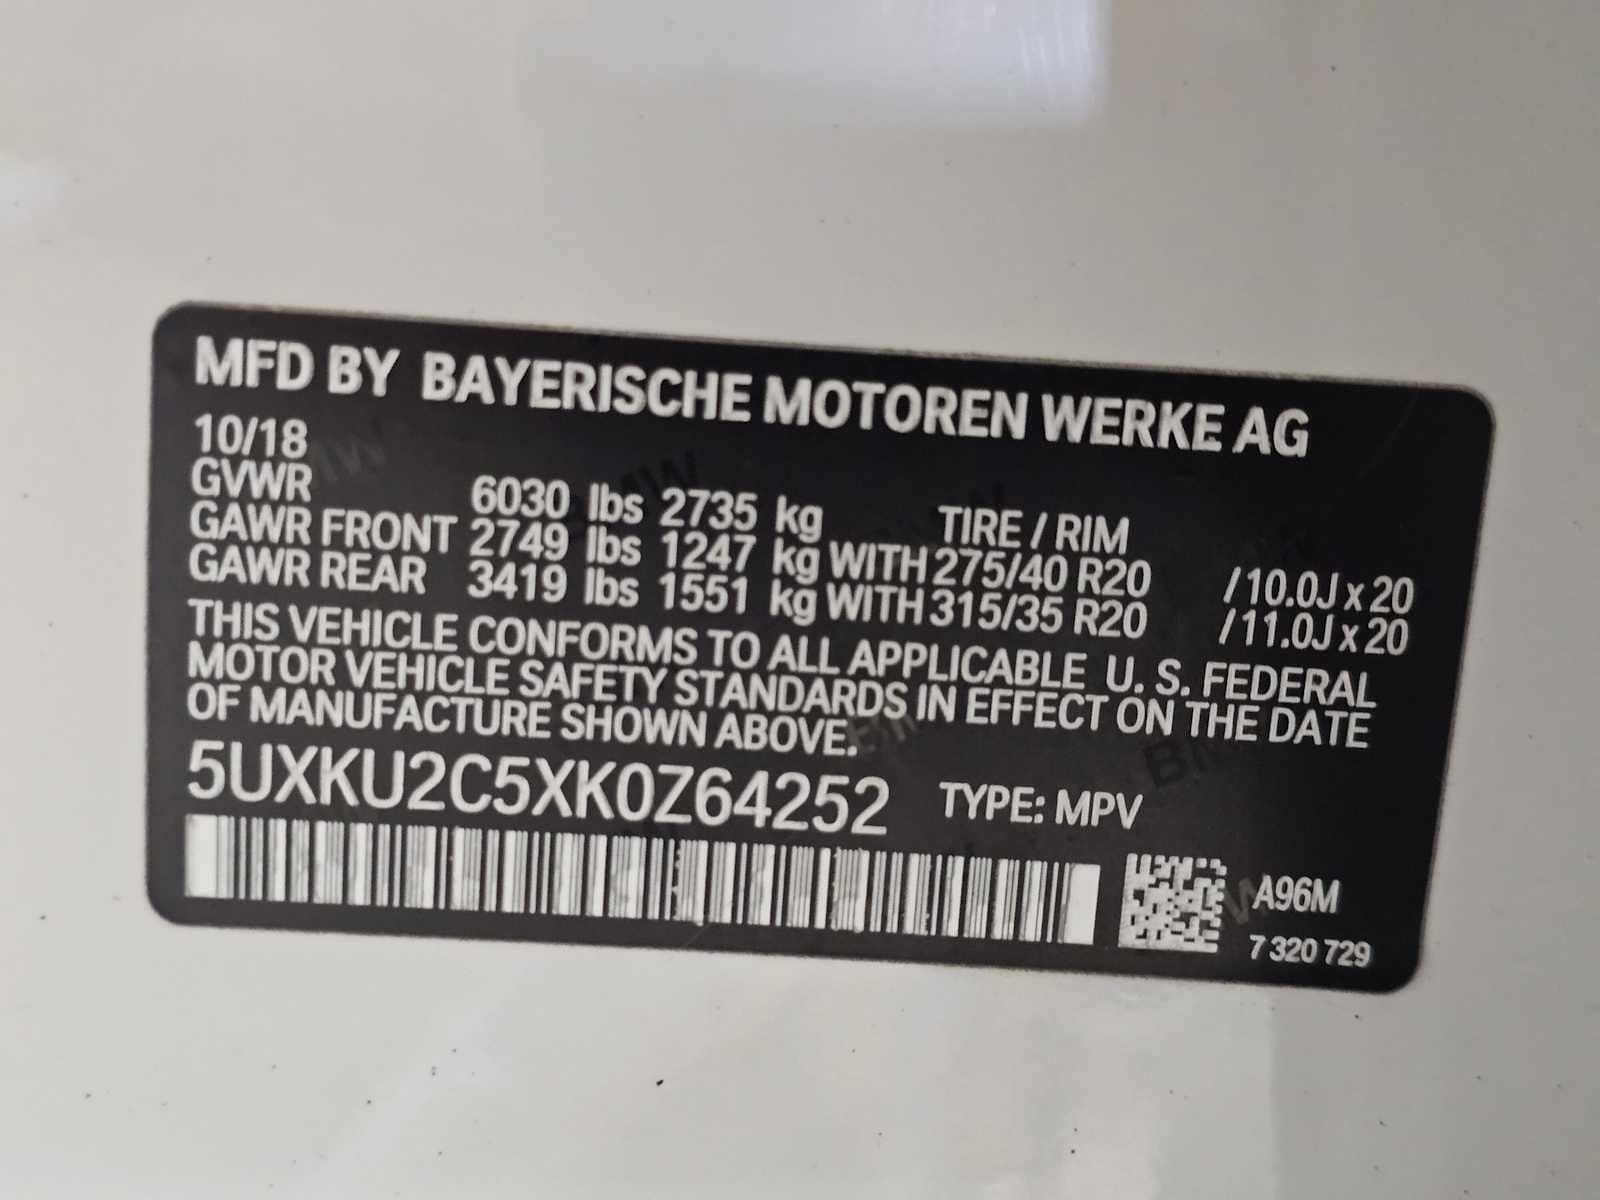 MFD BY BAYERISCHE MOTOREN WERKE AG
10/18
GVWR 6030 lbs 2735 kg TIRE / RIM
GAWR FRONT 2749 lbs 1247 kg WITH 275/40 R20 / 10.0J x 20
GAWR REAR 3419 lbs 1551 kg WITH 315/35 R20 / 11.0J x 20
THIS VEHICLE CONFORMS TO ALL APPLICABLE U. S. FEDERAL
MOTOR VEHICLE SAFETY STANDARDS IN EFFECT ON THE DATE
OF MANUFACTURE SHOWN ABOVE.
5UXKU2C5XK0Z64252 TYPE: MPV
A96M
7 320 729